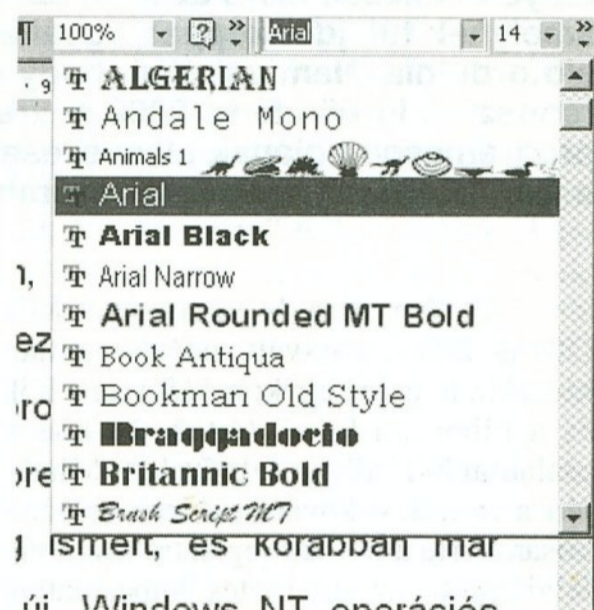 100% Arial 14
ALGERIAN
Andale Mono
Animals 1
Arial
Arial Black
Arial Narrow
Arial Rounded MT Bold
Book Antiqua
Bookman Old Style
Braggadocio
Britannic Bold
Brush Script MT
ismert, és korábban már
új Windows NT operációs